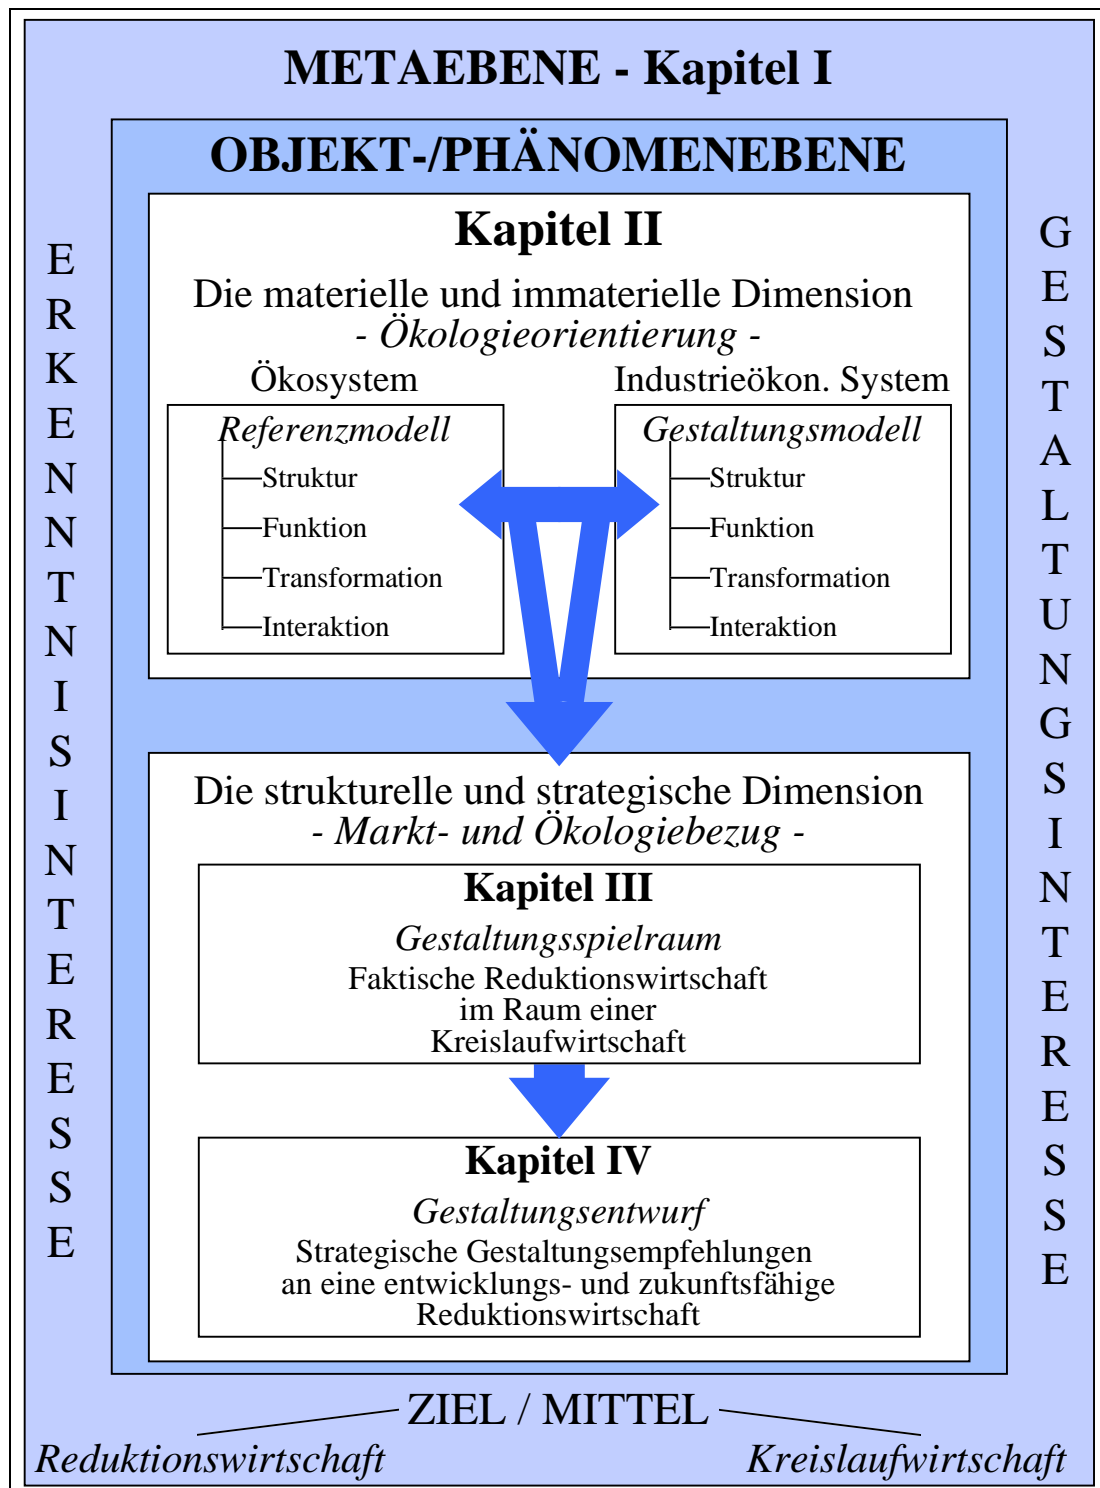 METAEBENE - Kapitel I
OBJEKT-/PHÄNOMENEBENE
ERKENNTNISINTERESSE
Kapitel II
Die materielle und immaterielle Dimension
- Ökologieorientierung -
Ökosystem
Referenzmodell
Struktur
Funktion
Transformation
Interaktion
Industrieökon. System
Gestaltungsmodell
Struktur
Funktion
Transformation
Interaktion
Die strukturelle und strategische Dimension
- Markt- und Ökologiebezug -
Kapitel III
Gestaltungsspielraum
Faktische Reduktionswirtschaft
im Raum einer
Kreislaufwirtschaft
Kapitel IV
Gestaltungsentwurf
Strategische Gestaltungsempfehlungen
an eine entwicklungs- und zukunftsfähige
Reduktionswirtschaft
GESTALTUNGSINTERESSE
ZIEL / MITTEL
Reduktionswirtschaft
Kreislaufwirtschaft